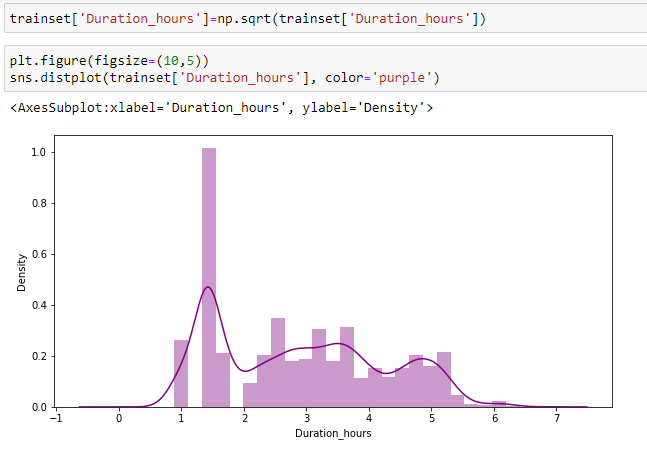 trainset['Duration_hours']=np.sqrt(trainset['Duration_hours'])
plt.figure(figsize=(10,5))
sns.distplot(trainset['Duration_hours'], color='purple')
<AxesSubplot:xlabel='Duration_hours', ylabel='Density'>
1.0
0.8
0.6
0.4
0.2
0.0
Density
−1 0 1 2 3 4 5 6 7
Duration_hours